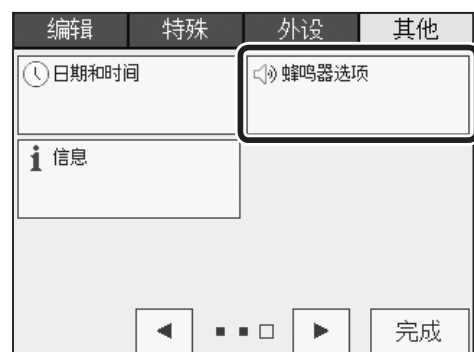 编辑 特殊 外设 其他
日期和时间 蜂鸣器选项
信息
完成